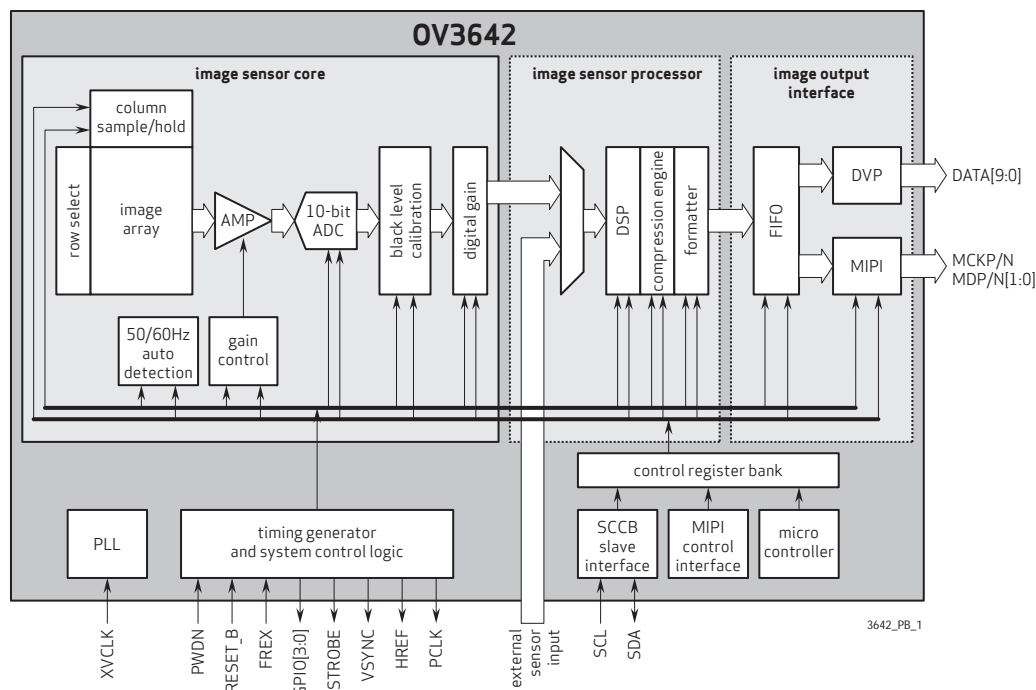 OV3642
image sensor core
image sensor processor
image output
interface
column
sample/hold
row select
image
array
AMP
10-bit
ADC
black level
calibration
digital gain
DSP
compression engine
formatter
FIFO
DVP
MIPI
DATA[9:0]
MCKP/N
MDP/N[1:0]
50/60Hz
auto
detection
gain
control
control register bank
PLL
timing generator
and system control logic
SCCB
slave
interface
MIPI
control
interface
micro
controller
XVCLK
PWDN
RESET_B
FREX
GPIO[3:0]
STROBE
VSYNC
HREF
PCLK
external
sensor
input
SCL
SDA
3642_PB_1